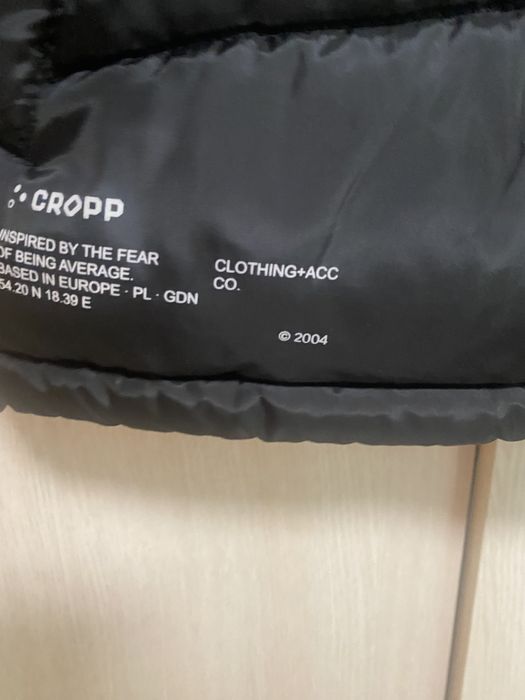 CROPP
INSPIRED BY THE FEAR
OF BEING AVERAGE.
BASED IN EUROPE · PL · GDN
54.20 N 18.39 E
CLOTHING+ACC
CO.
© 2004